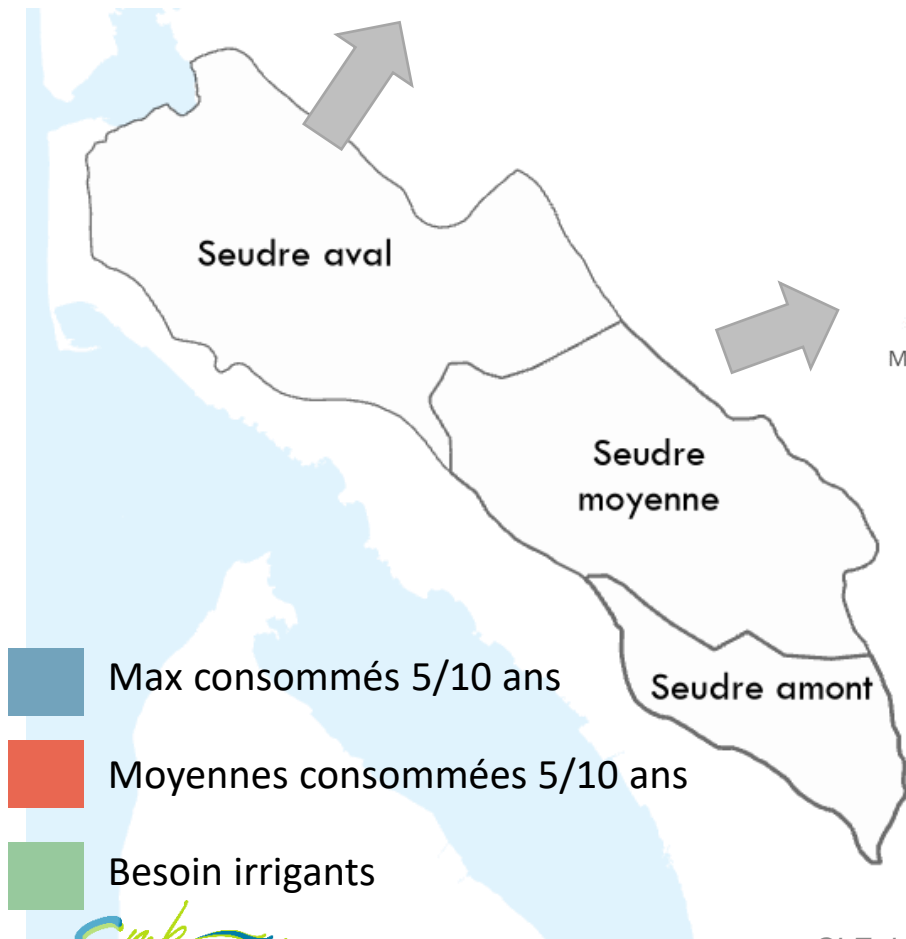 Seudre aval
M
Seudre
moyenne
Seudre amont
Max consommés 5/10 ans
Moyennes consommées 5/10 ans
Besoin irrigants